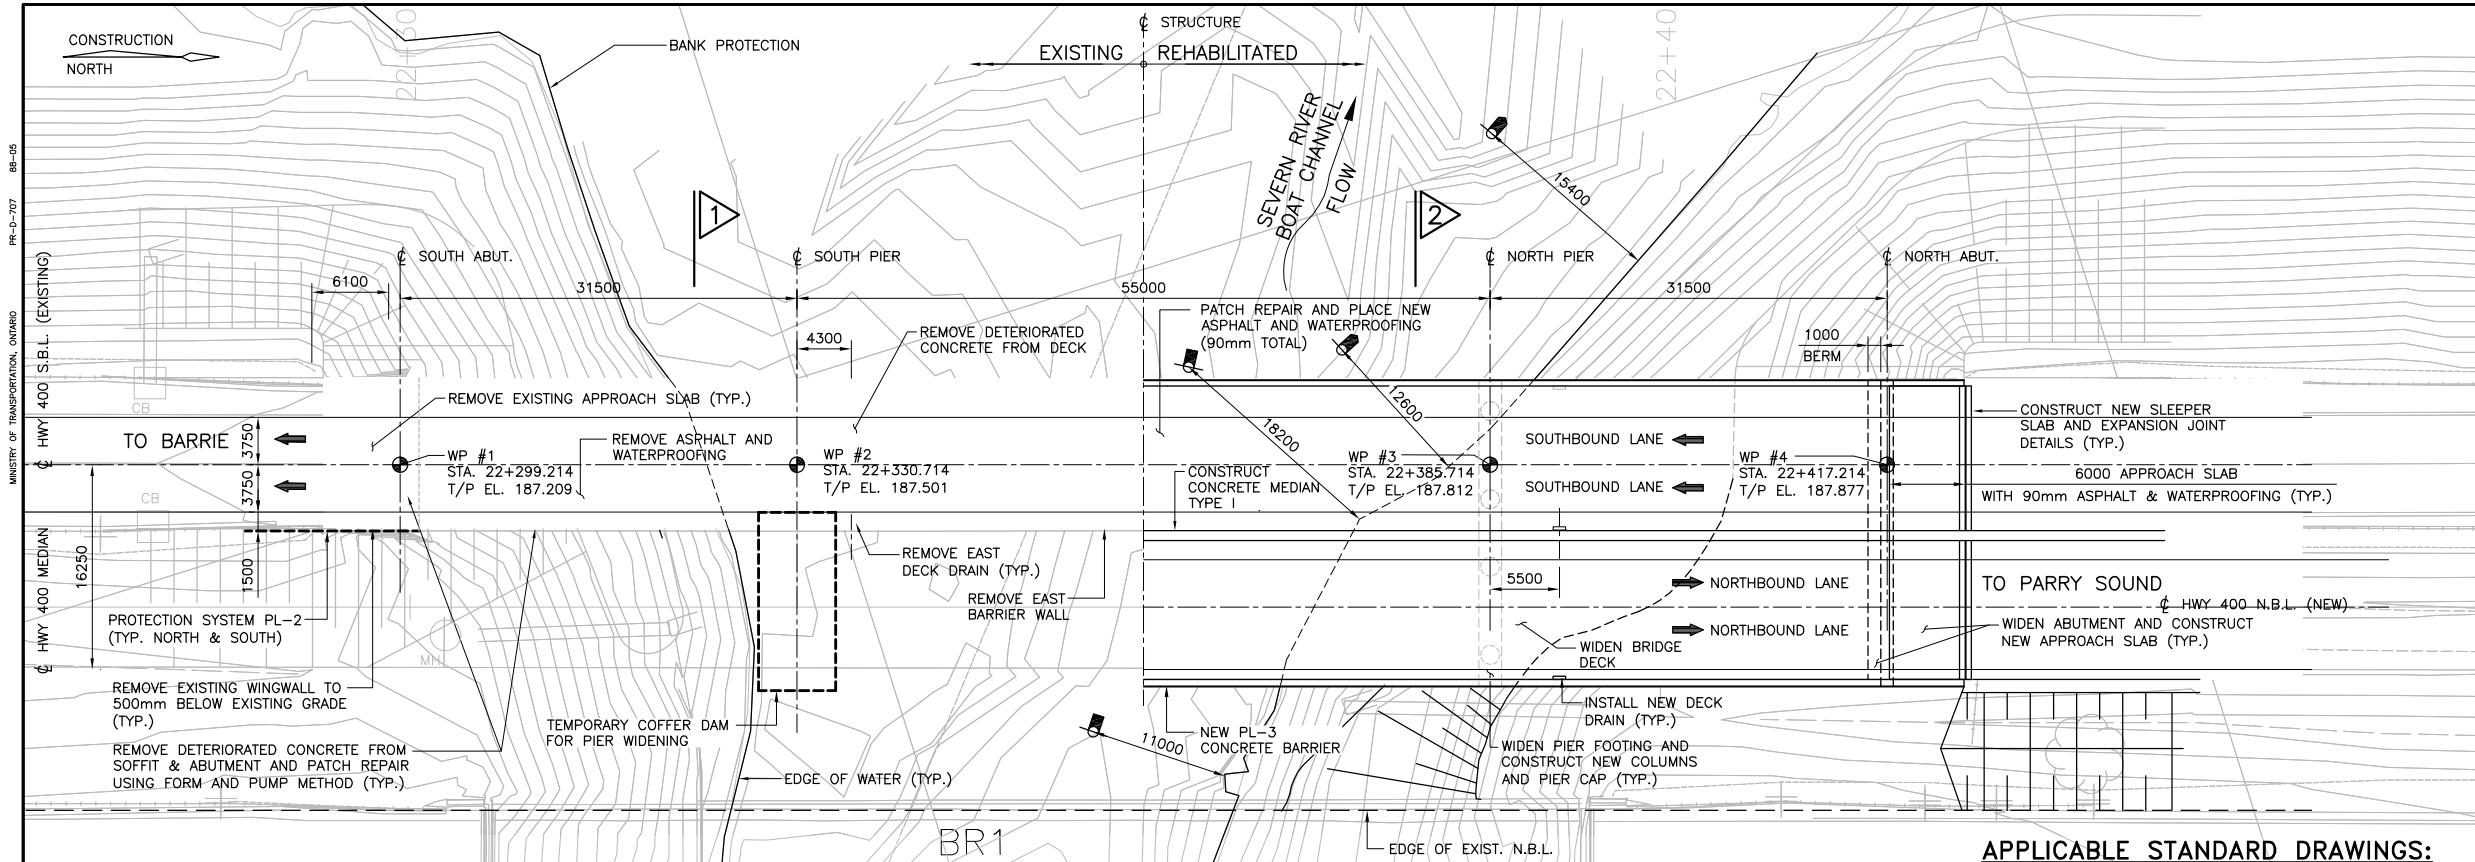 CONSTRUCTION
NORTH
22+30
BANK PROTECTION
℄ STRUCTURE
EXISTING
REHABILITATED
22+40
SEVERN RIVER
BOAT CHANNEL
FLOW
15400
1
2
MINISTRY OF TRANSPORTATION, ONTARIO
PR-D-707
88-05
℄ SOUTH ABUT.
℄ SOUTH PIER
℄ NORTH PIER
℄ NORTH ABUT.
6100
31500
55000
31500
4300
REMOVE DETERIORATED
CONCRETE FROM DECK
PATCH REPAIR AND PLACE NEW
ASPHALT AND WATERPROOFING
(90mm TOTAL)
1000
BERM
℄ HWY 400 S.B.L. (EXISTING)
CB
REMOVE EXISTING APPROACH SLAB (TYP.)
12600
18200
CONSTRUCT NEW SLEEPER
SLAB AND EXPANSION JOINT
DETAILS (TYP.)
TO BARRIE
3750
3750
REMOVE ASPHALT AND
WATERPROOFING
SOUTHBOUND LANE
SOUTHBOUND LANE
WP #1
STA. 22+299.214
T/P EL. 187.209
WP #2
STA. 22+330.714
T/P EL. 187.501
WP #3
STA. 22+385.714
T/P EL. 187.812
WP #4
STA. 22+417.214
T/P EL. 187.877
CONSTRUCT
CONCRETE MEDIAN
TYPE I
6000 APPROACH SLAB
WITH 90mm ASPHALT & WATERPROOFING (TYP.)
CB
℄ HWY 400 MEDIAN
16250
1500
REMOVE EAST
DECK DRAIN (TYP.)
REMOVE EAST
BARRIER WALL
5500
NORTHBOUND LANE
NORTHBOUND LANE
TO PARRY SOUND
℄ HWY 400 N.B.L. (NEW)
PROTECTION SYSTEM PL-2
(TYP. NORTH & SOUTH)
MH
WIDEN BRIDGE
DECK
WIDEN ABUTMENT AND CONSTRUCT
NEW APPROACH SLAB (TYP.)
REMOVE EXISTING WINGWALL TO
500mm BELOW EXISTING GRADE
(TYP.)
TEMPORARY COFFER DAM
FOR PIER WIDENING
INSTALL NEW DECK
DRAIN (TYP.)
11000
NEW PL-3
CONCRETE BARRIER
WIDEN PIER FOOTING AND
CONSTRUCT NEW COLUMNS
AND PIER CAP (TYP.)
REMOVE DETERIORATED CONCRETE FROM
SOFFIT & ABUTMENT AND PATCH REPAIR
USING FORM AND PUMP METHOD (TYP.)
EDGE OF WATER (TYP.)
BR1
EDGE OF EXIST. N.B.L.
APPLICABLE STANDARD DRAWINGS: